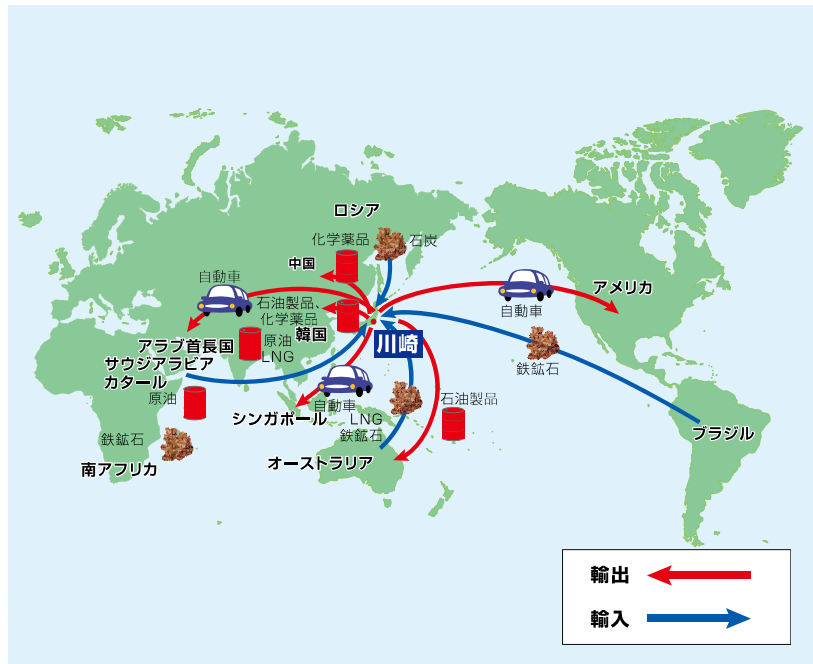 ロシア
化学薬品
石炭
中国
自動車
アメリカ
自動車
石油製品、
化学薬品
韓国
川崎
アラブ首長国
サウジアラビア
カタール
原油
LNG
原油
鉄鉱石
南アフリカ
シンガポール
自動車
LNG
鉄鉱石
石油製品
オーストラリア
鉄鉱石
ブラジル
輸出
輸入